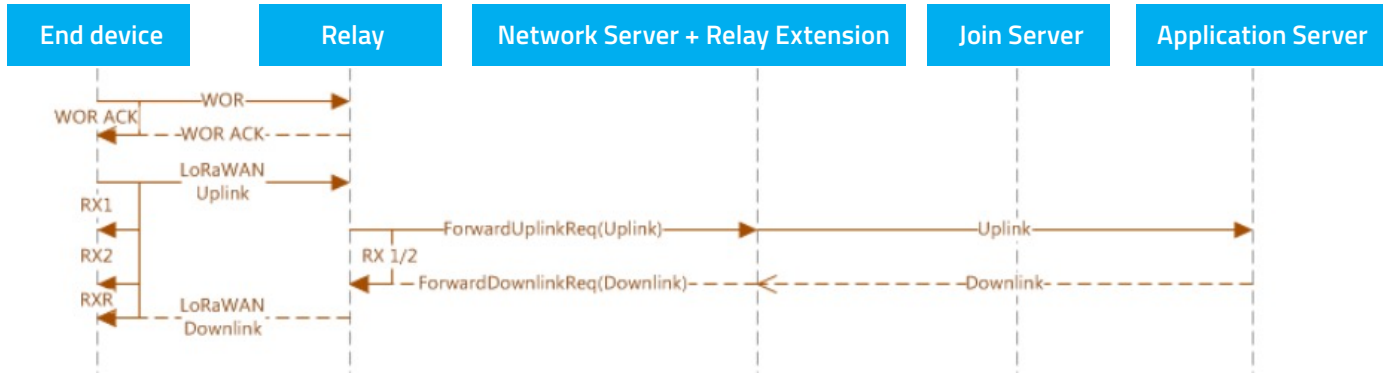 End device
Relay
Network Server + Relay Extension
Join Server
Application Server
WOR
WOR ACK
WOR ACK
LoRaWAN
Uplink
RX1
ForwardUplinkReq(Uplink)
Uplink
RX2
RX 1/2
ForwardDownlinkReq(Downlink)
Downlink
RXR
LoRaWAN
Downlink